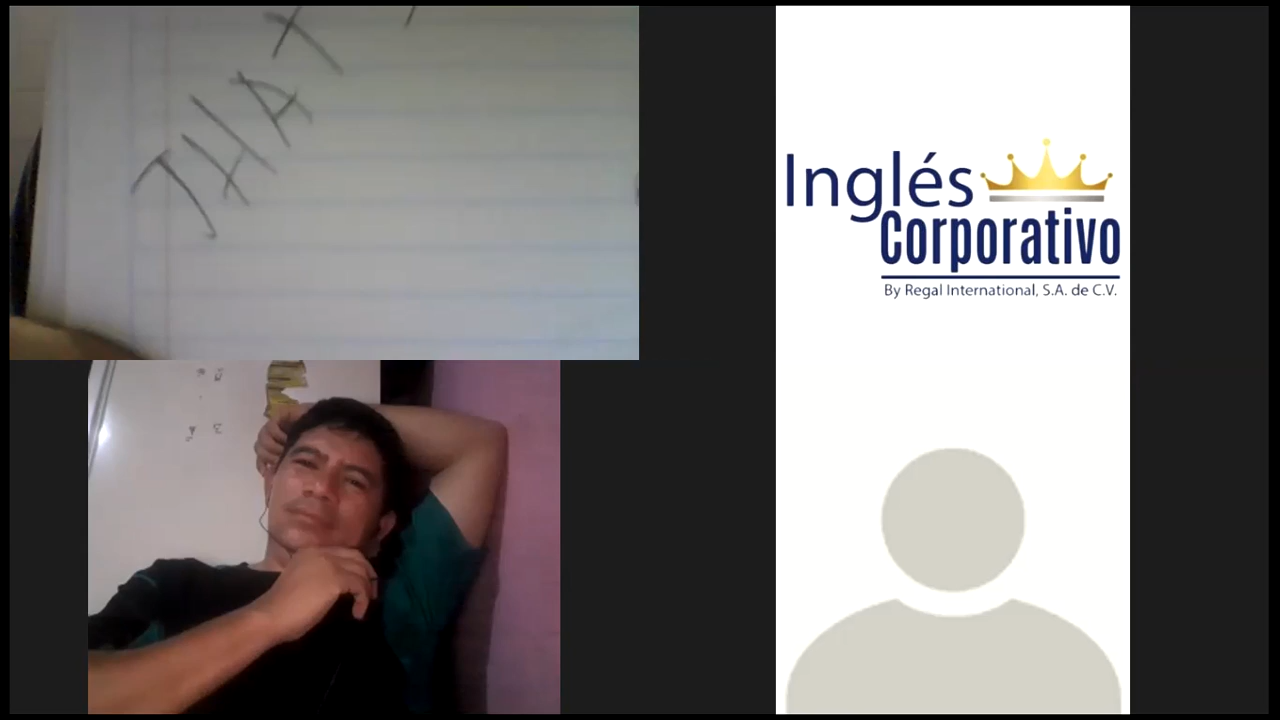 THAT
Inglés
Corporativo
By Regal International, S.A. de C.V.